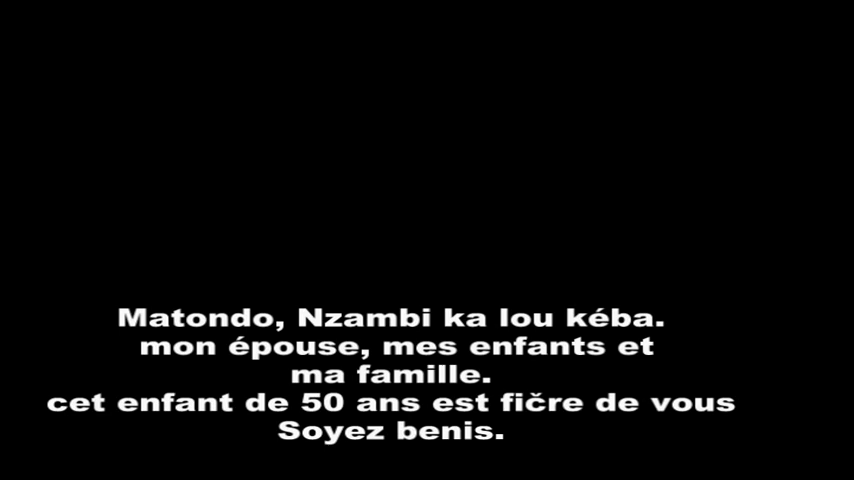 Matondo, Nzambi ka lou kéba.
mon épouse, mes enfants et
ma famille.
cet enfant de 50 ans est fičre de vous
Soyez benis.